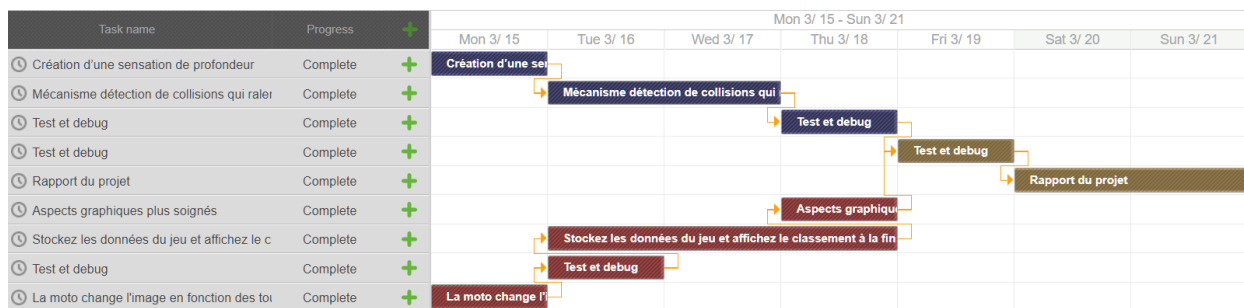 Task name Progress Mon 3/ 15 - Sun 3/ 21
Mon 3/ 15 Tue 3/ 16 Wed 3/ 17 Thu 3/ 18 Fri 3/ 19 Sat 3/ 20 Sun 3/ 21
Création d'une sensation de profondeur Complete Création d'une se
Mécanisme détection de collisions qui raler Complete Mécanisme détection de collisions qui
Test et debug Complete Test et debug
Test et debug Complete Test et debug
Rapport du projet Complete Rapport du projet
Aspects graphiques plus soignés Complete Aspects graphiqu
Stockez les données du jeu et affichez le c Complete Stockez les données du jeu et affichez le classement à la fin
Test et debug Complete Test et debug
La moto change l'image en fonction des tou Complete La moto change l'i